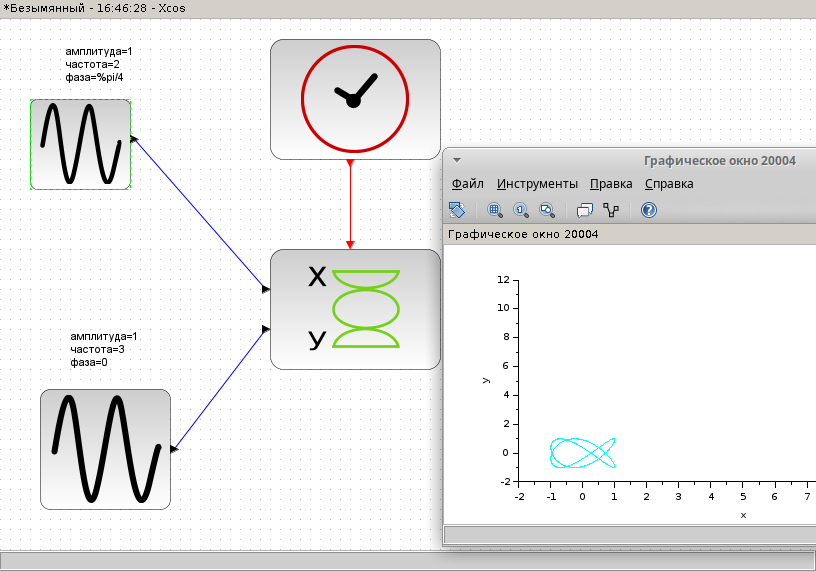 *Безымянный - 16:46:28 - Xcos
амплитуда=1
частота=2
фаза=%pi/4
X
У
амплитуда=1
частота=3
фаза=0
Графическое окно 20004
Файл Инструменты Правка Справка
Графическое окно 20004
12
10
8
6
4
2
0
-2
y
-2 -1 0 1 2 3 4 5 6 7
x